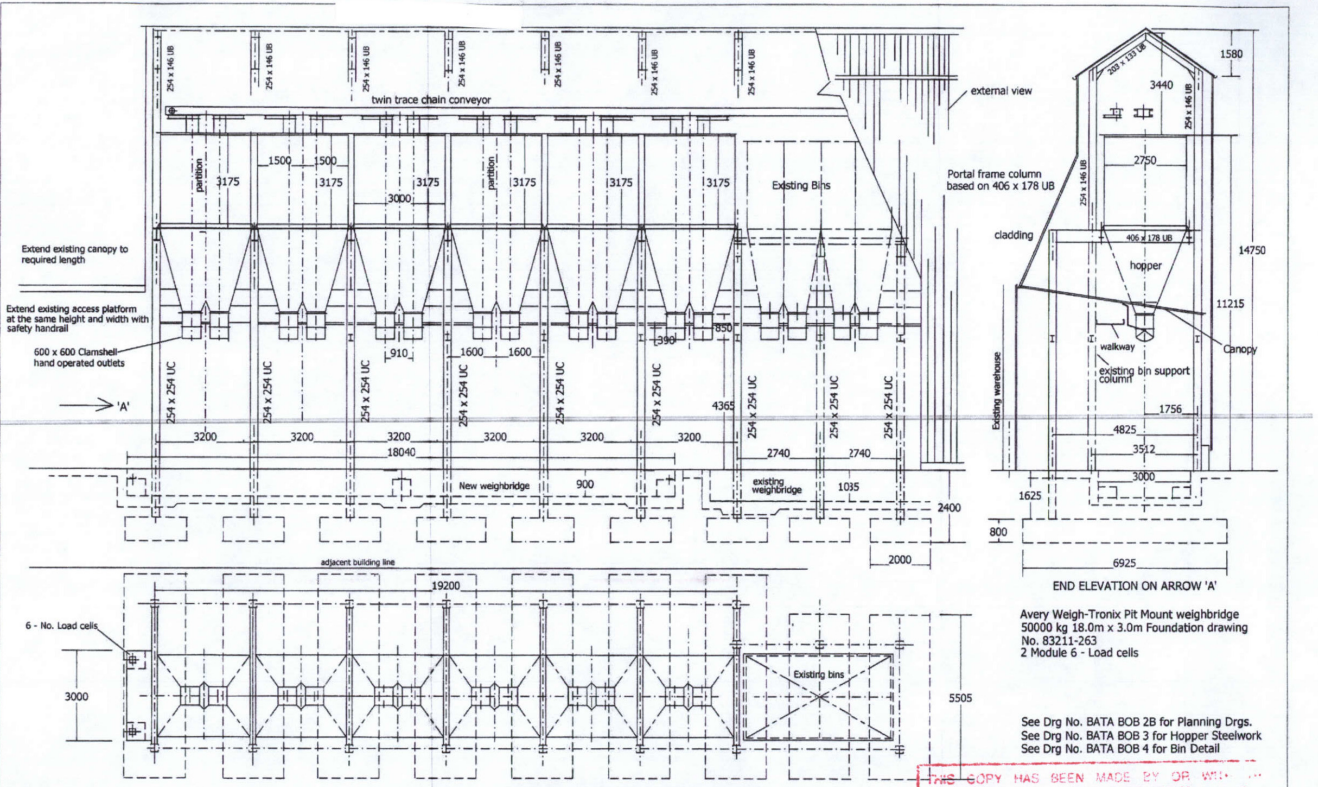 254 x 146 UB
254 x 146 UB
254 x 146 UB
254 x 146 UB
254 x 146 UB
254 x 146 UB
254 x 146 UB
twin trace chain conveyor
external view
partition
1500
1500
3175
3175
3175
3000
3175
partition
3175
3175
3175
Existing Bins
Portal frame column
based on 406 x 178 UB
Extend existing canopy to
required length
Extend existing access platform
at the same height and width with
safety handrail
600 x 600 Clamshell
hand operated outlets
'A'
910
1600
1600
390
850
4365
254 x 254 UC
254 x 254 UC
254 x 254 UC
254 x 254 UC
254 x 254 UC
254 x 254 UC
254 x 254 UC
254 x 254 UC
254 x 254 UC
3200
3200
3200
3200
3200
3200
18040
2740
2740
New weighbridge
900
existing
weighbridge
1035
2400
2000
203 x 133 UB
1580
3440
254 x 146 UB
254 x 146 UB
2750
cladding
406 x 178 UB
hopper
14750
11215
walkway
Canopy
existing bin support
column
Existing warehouse
1756
4825
3512
3000
1625
800
6925
END ELEVATION ON ARROW 'A'
adjacent building line
19200
6 - No. Load cells
3000
Existing bins
5505
Avery Weigh-Tronix Pit Mount weighbridge
50000 kg 18.0m x 3.0m Foundation drawing
No. 83211-263
2 Module 6 - Load cells
See Drg No. BATA BOB 2B for Planning Drgs.
See Drg No. BATA BOB 3 for Hopper Steelwork
See Drg No. BATA BOB 4 for Bin Detail
THIS COPY HAS BEEN MADE BY OR